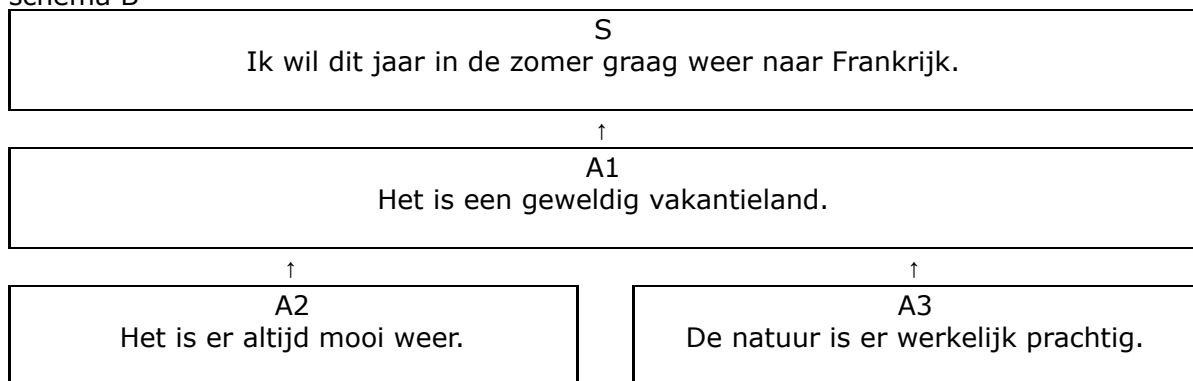 schema B
S
Ik wil dit jaar in de zomer graag weer naar Frankrijk.
↑
A1
Het is een geweldig vakantieland.
↑ ↑
A2 A3
Het is er altijd mooi weer. De natuur is er werkelijk prachtig.